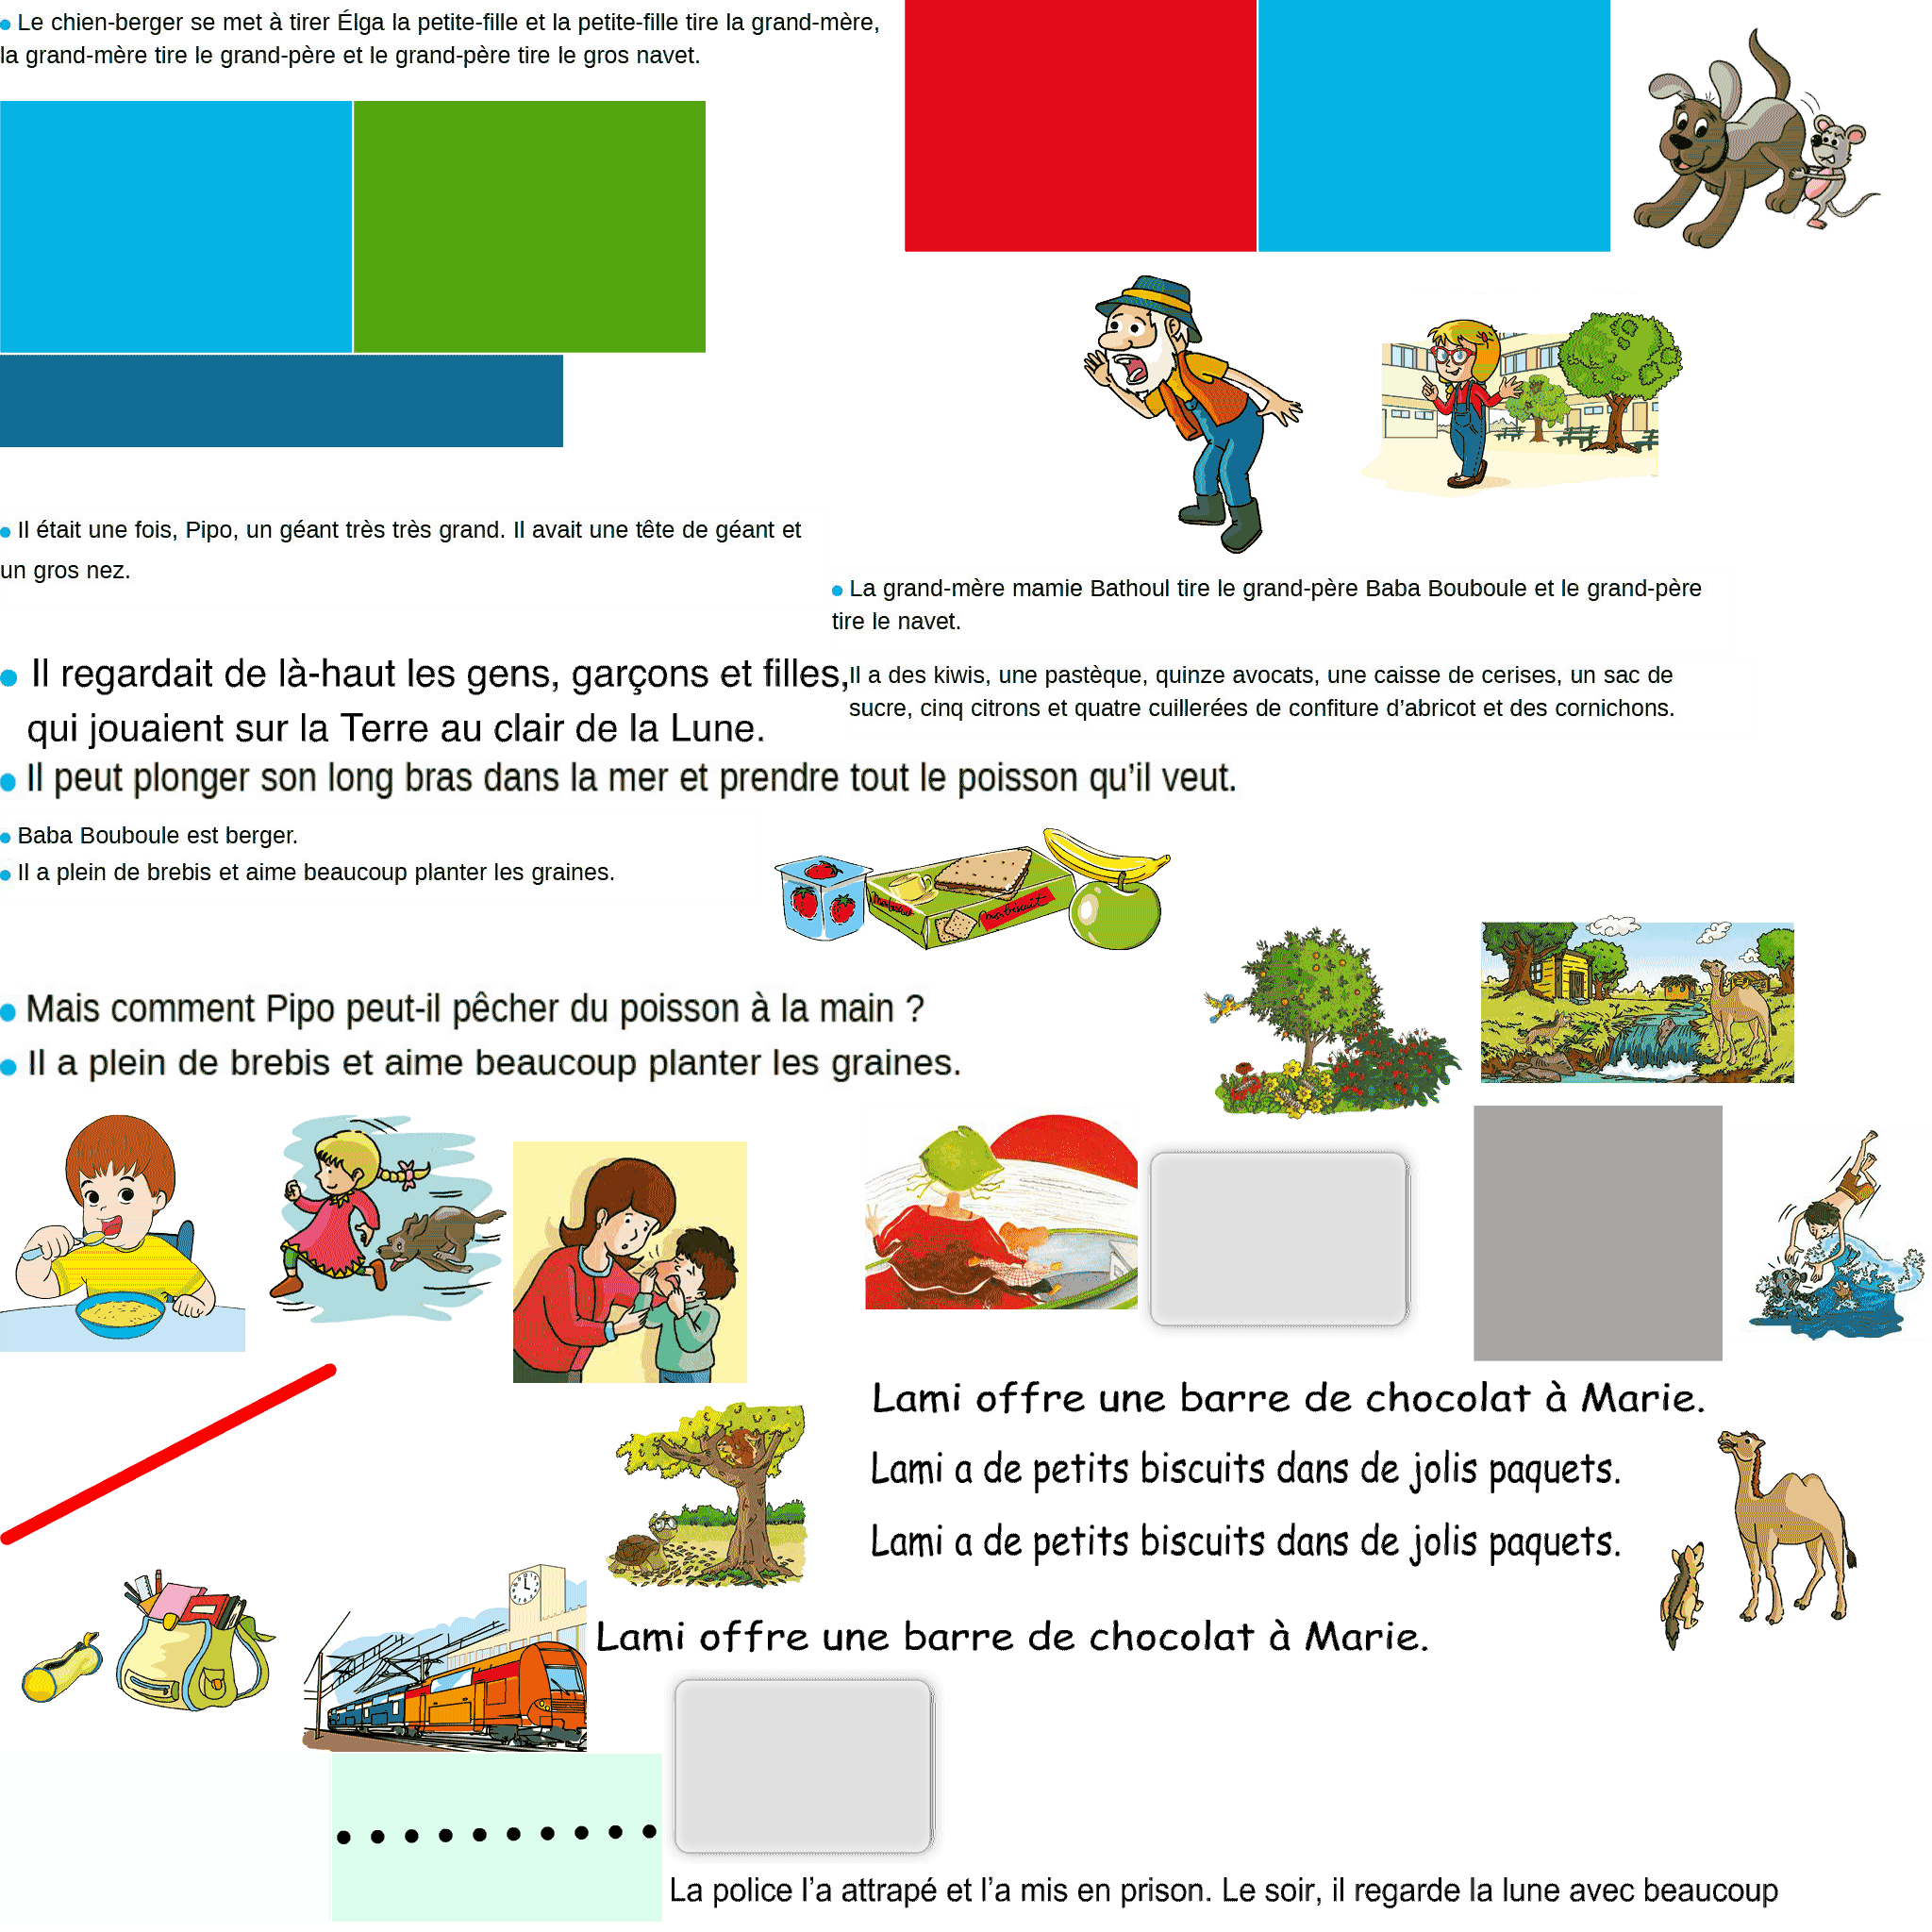 Le chien-berger se met à tirer Élga la petite-fille et la petite-fille tire la grand-mère,
la grand-mère tire le grand-père et le grand-père tire le gros navet.
Il était une fois, Pipo, un géant très très grand. Il avait une tête de géant et
un gros nez.
La grand-mère mamie Bathoul tire le grand-père Baba Bouboule et le grand-père
tire le navet.
Il regardait de là-haut les gens, garçons et filles,
qui jouaient sur la Terre au clair de la Lune.
Il a des kiwis, une pastèque, quinze avocats, une caisse de cerises, un sac de
sucre, cinq citrons et quatre cuillerées de confiture d’abricot et des cornichons.
Il peut plonger son long bras dans la mer et prendre tout le poisson qu’il veut.
Baba Bouboule est berger.
Il a plein de brebis et aime beaucoup planter les graines.
Mon biscuit
Mon biscuit
Mais comment Pipo peut-il pêcher du poisson à la main ?
Il a plein de brebis et aime beaucoup planter les graines.
Lami offre une barre de chocolat à Marie.
Lami a de petits biscuits dans de jolis paquets.
Lami a de petits biscuits dans de jolis paquets.
Lami offre une barre de chocolat à Marie.
La police l’a attrapé et l’a mis en prison. Le soir, il regarde la lune avec beaucoup